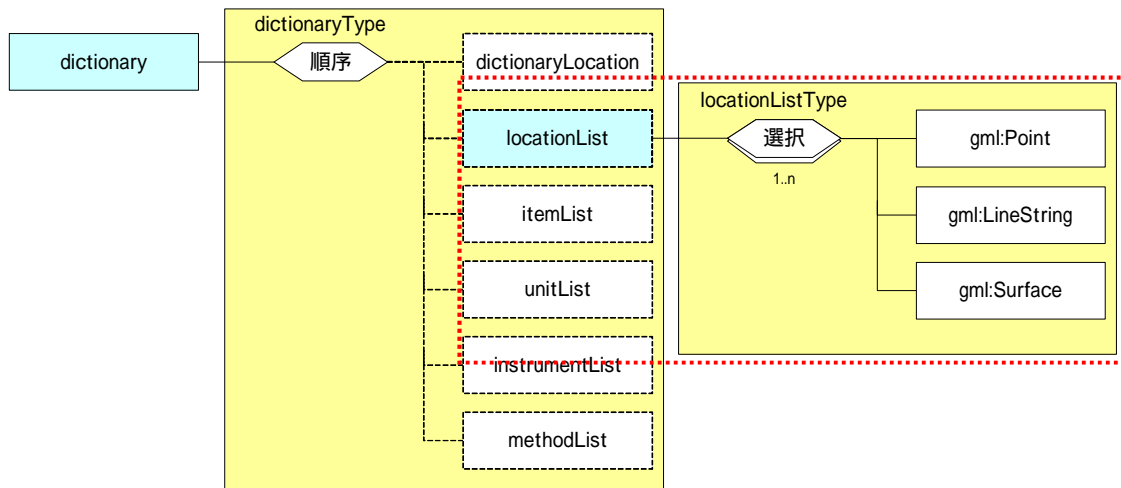 dictionaryType
dictionary
順序
dictionaryLocation
locationListType
locationList
選択
1..n
gml:Point
itemList
gml:LineString
unitList
gml:Surface
instrumentList
methodList